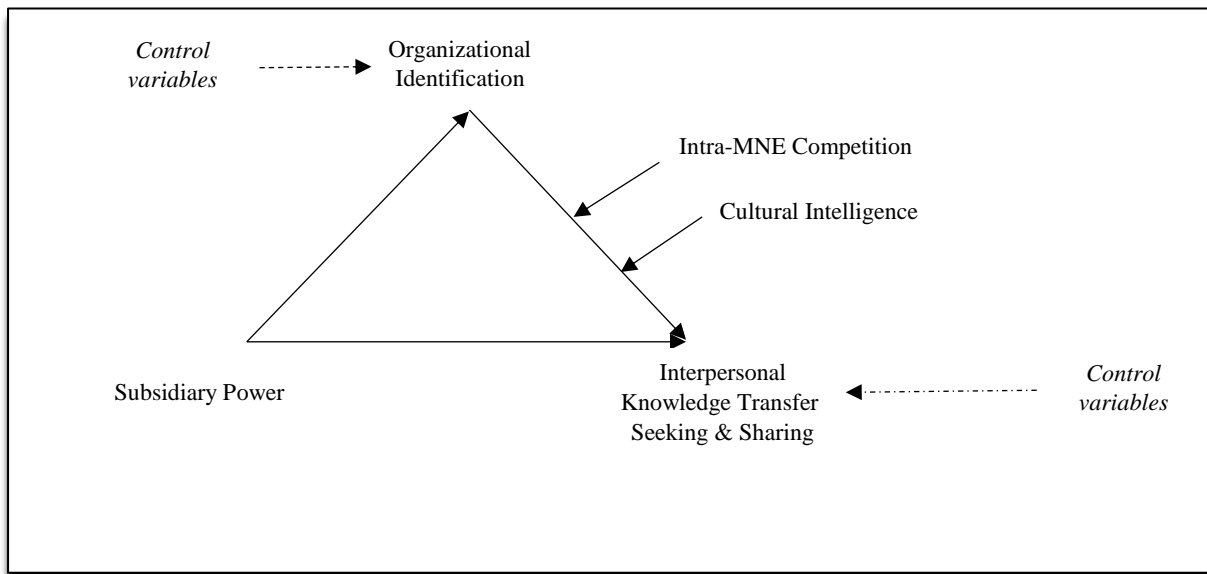 Control
variables
Organizational
Identification
Intra-MNE Competition
Cultural Intelligence
Subsidiary Power
Interpersonal
Knowledge Transfer
Seeking & Sharing
Control
variables